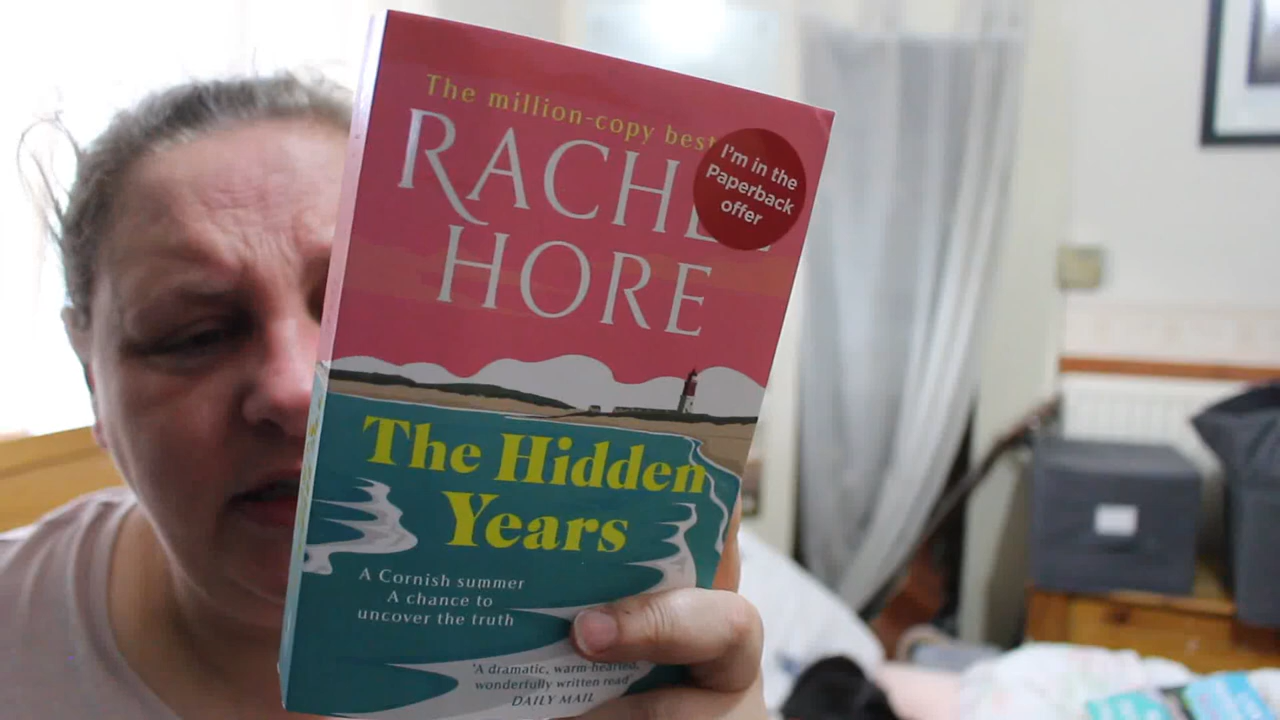 The million-copy best
RACHE
I'm in the
Paperback
offer
HORE
The Hidden
Years
A Cornish summer
A chance to
uncover the truth
'A dramatic, warm-hearted,
wonderfully written read'
DAILY MAIL